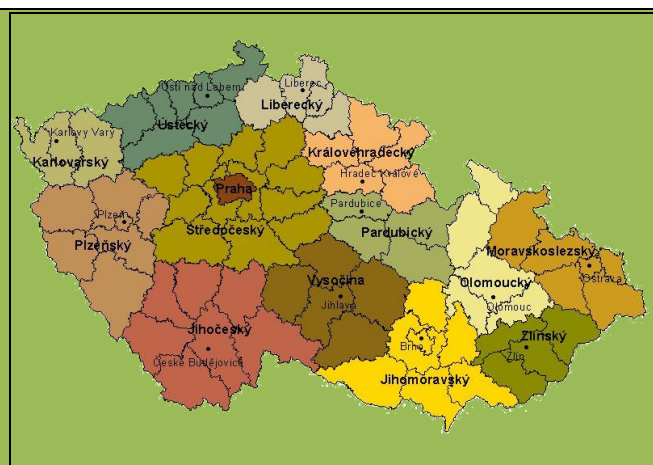 Ústí nad Labem
Liberec
Liberecký
Ústecký
Karlovy Vary
Karlovarský
Královéhradecký
Hradec Králové
Praha
Pardubice
Plzeň
Středočeský
Pardubický
Plzeňský
Moravskoslezský
Ostrava
Vysočina
Olomoucký
Jihlava
Olomouc
Jihočeský
Zlínský
Brno
Zlín
České Budějovice
Jihomoravský